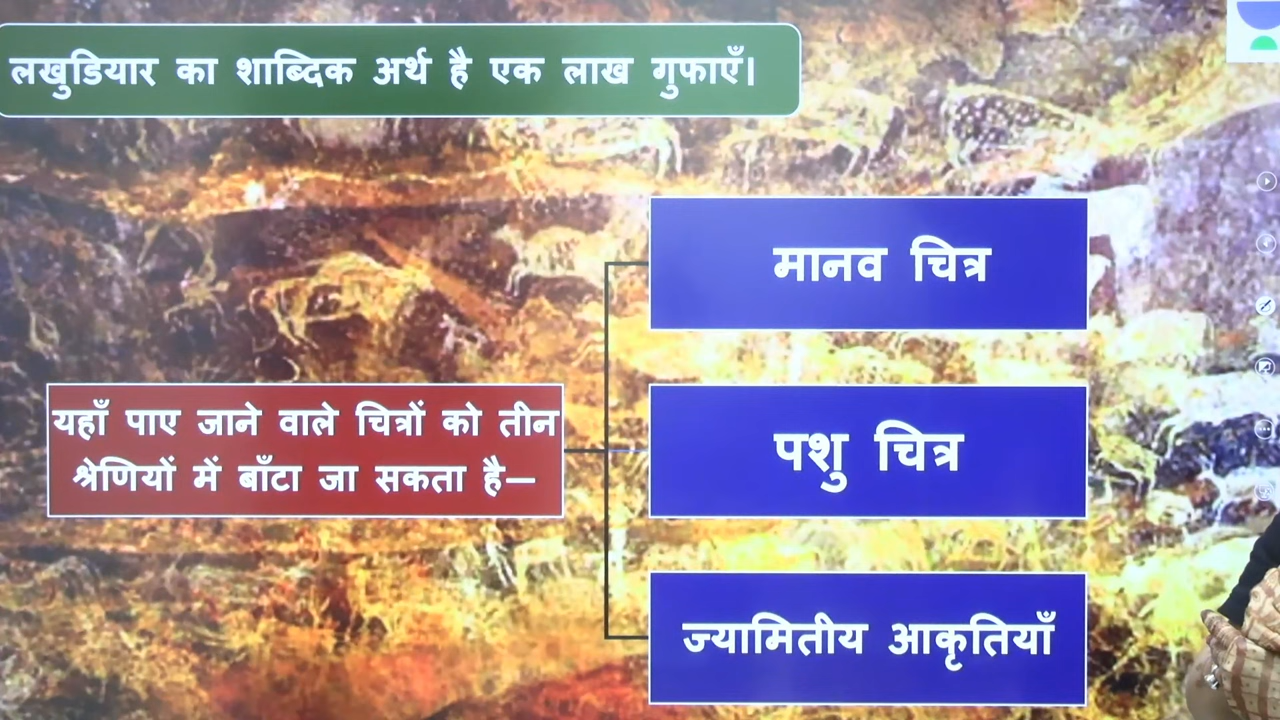 लखुडियार का शाब्दिक अर्थ है एक लाख गुफाएँ।
मानव चित्र
यहाँ पाए जाने वाले चित्रों को तीन
श्रेणियों में बाँटा जा सकता है—
पशु चित्र
ज्यामितीय आकृतियाँ